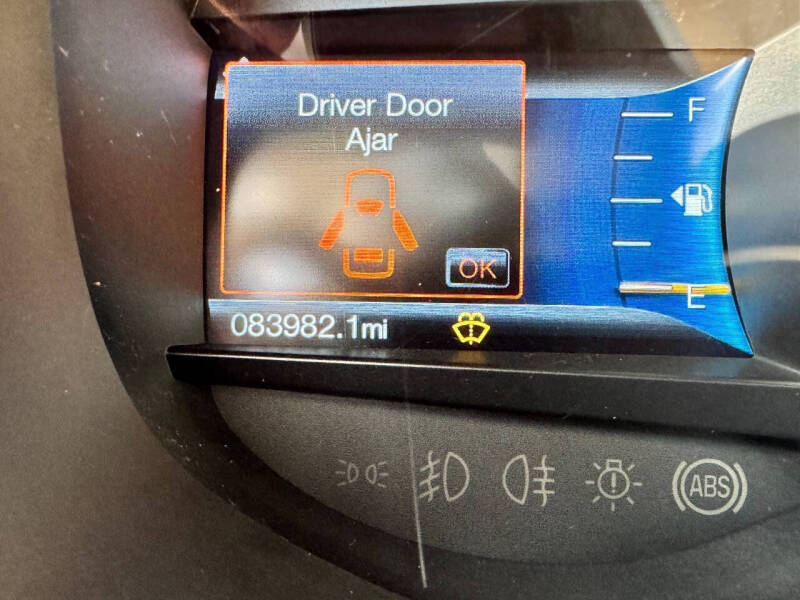 Driver Door
Ajar
OK
F
E
083982.1mi
ABS